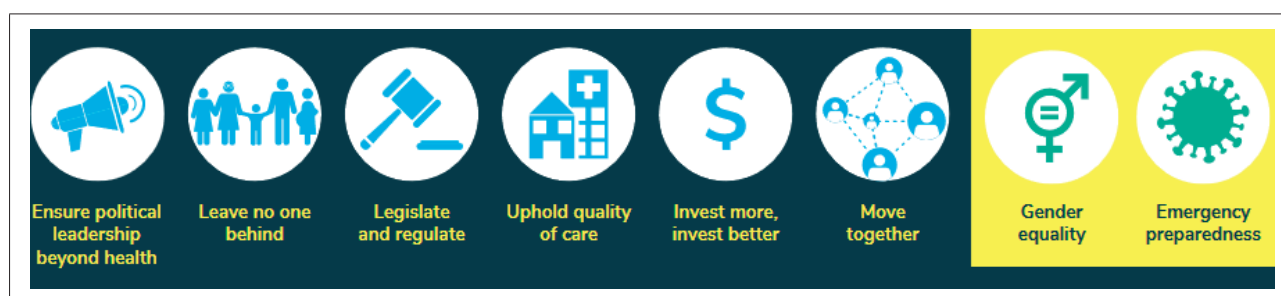 Ensure political
leadership
beyond health
Leave no one
behind
Legislate
and regulate
Uphold quality
of care
Invest more,
invest better
Move
together
Gender
equality
Emergency
preparedness